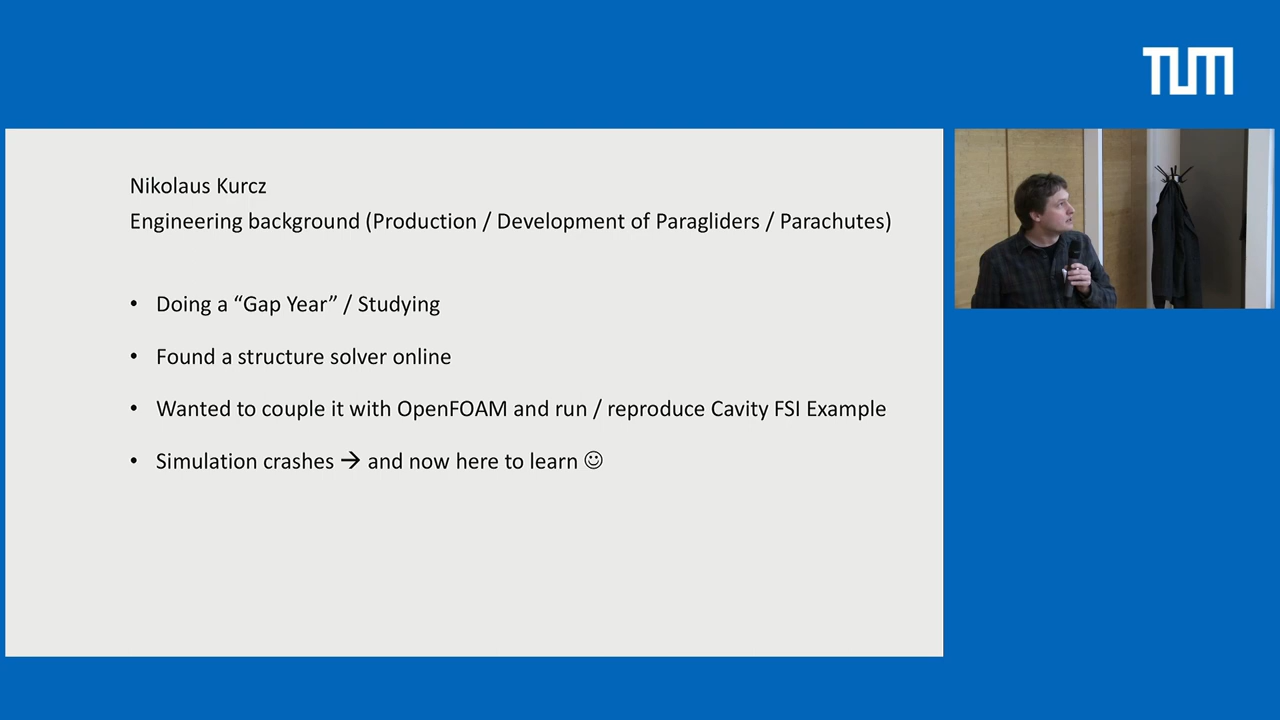 TUM
Nikolaus Kurcz
Engineering background (Production / Development of Paragliders / Parachutes)
• Doing a “Gap Year” / Studying
• Found a structure solver online
• Wanted to couple it with OpenFOAM and run / reproduce Cavity FSI Example
• Simulation crashes → and now here to learn ☺